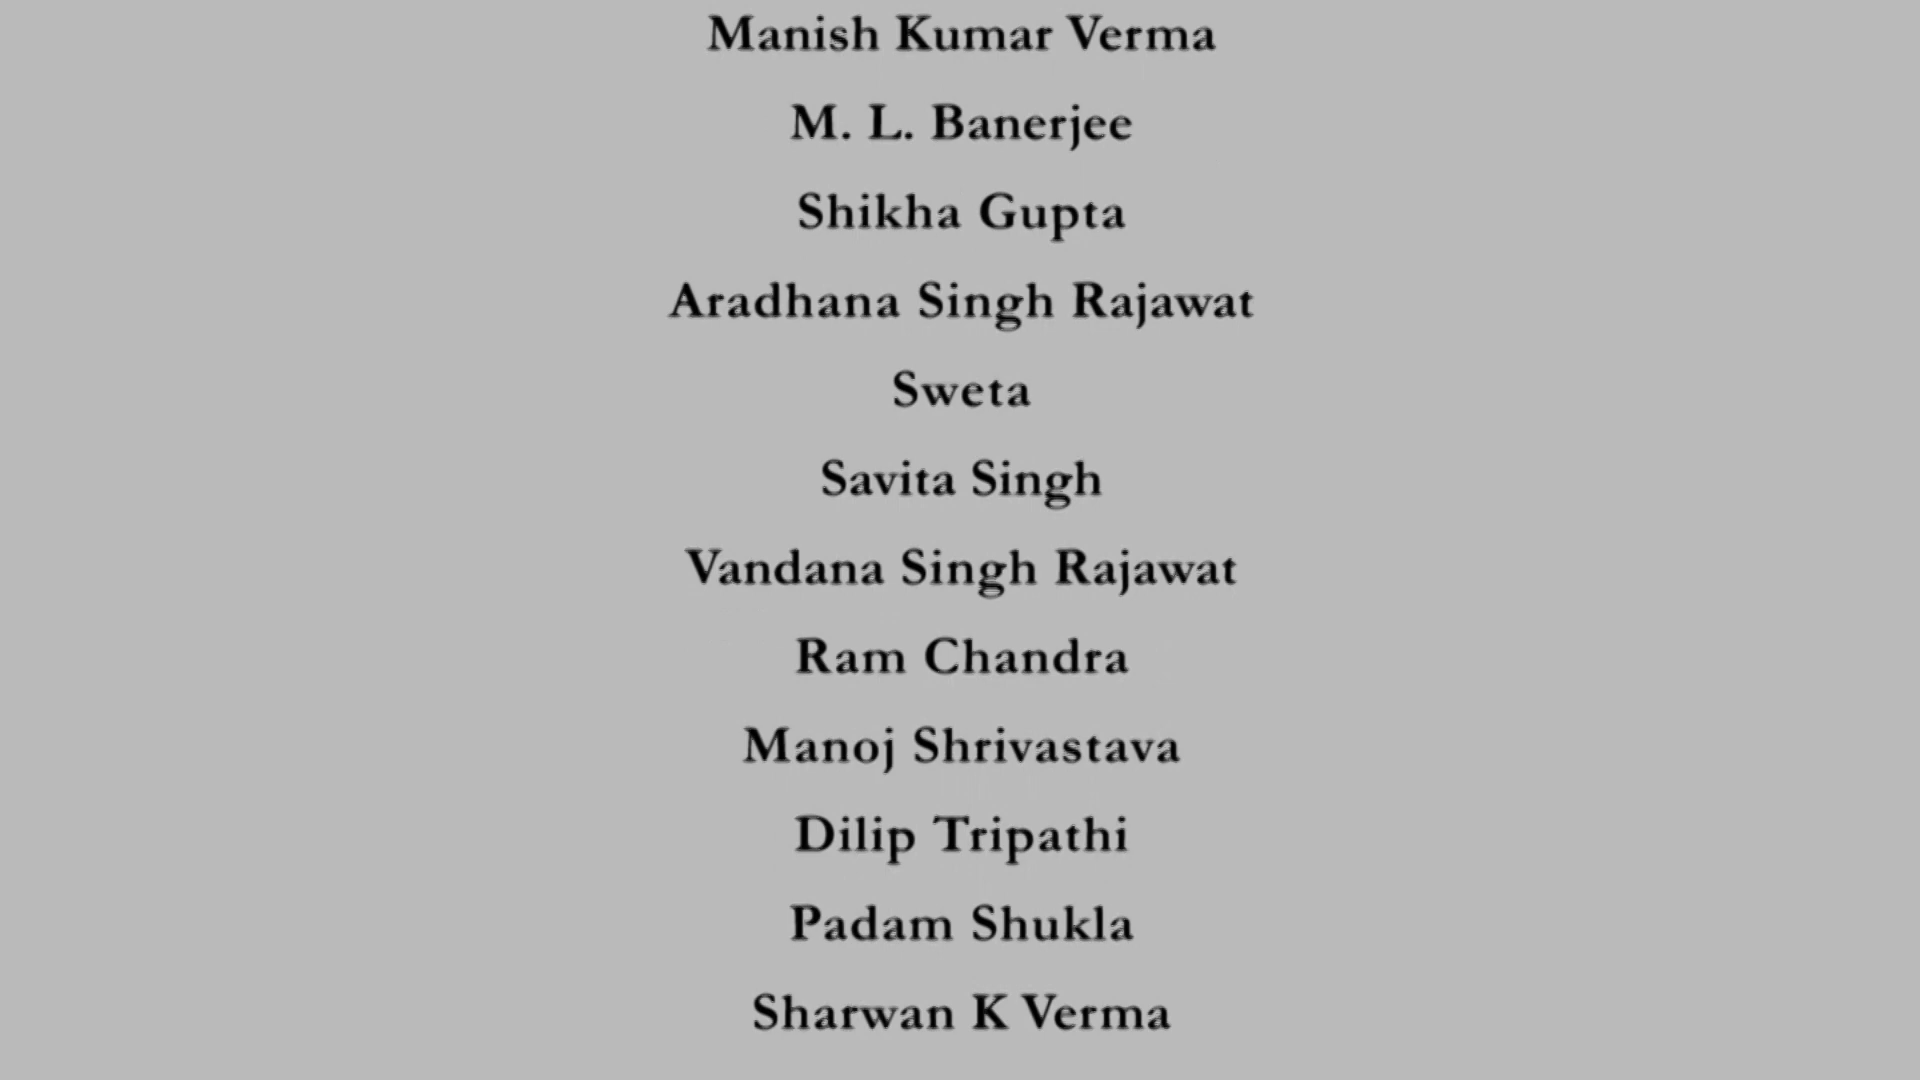 Manish Kumar Verma
M. L. Banerjee
Shikha Gupta
Aradhana Singh Rajawat
Sweta
Savita Singh
Vandana Singh Rajawat
Ram Chandra
Manoj Shrivastava
Dilip Tripathi
Padam Shukla
Sharwan K Verma